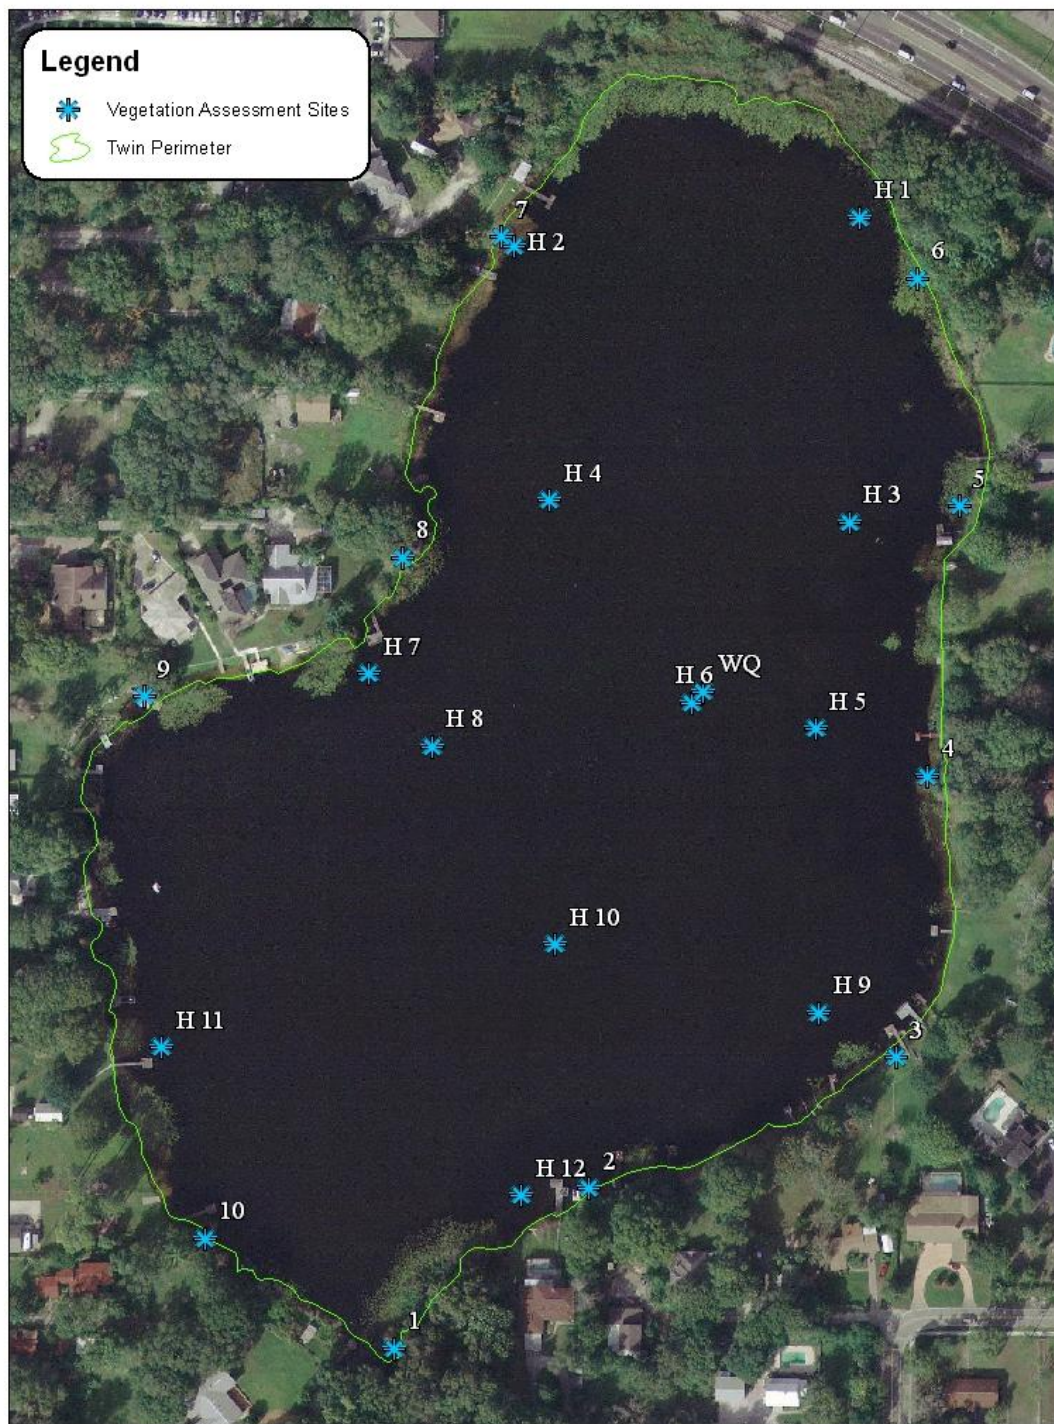 Legend
Vegetation Assessment Sites
Twin Perimeter
H 1
7
H 2
6
H 4
5
H 3
8
9
H 7
WQ
H 6
H 8
H 5
4
H 10
H 9
H 11
3
2
H 12
10
1